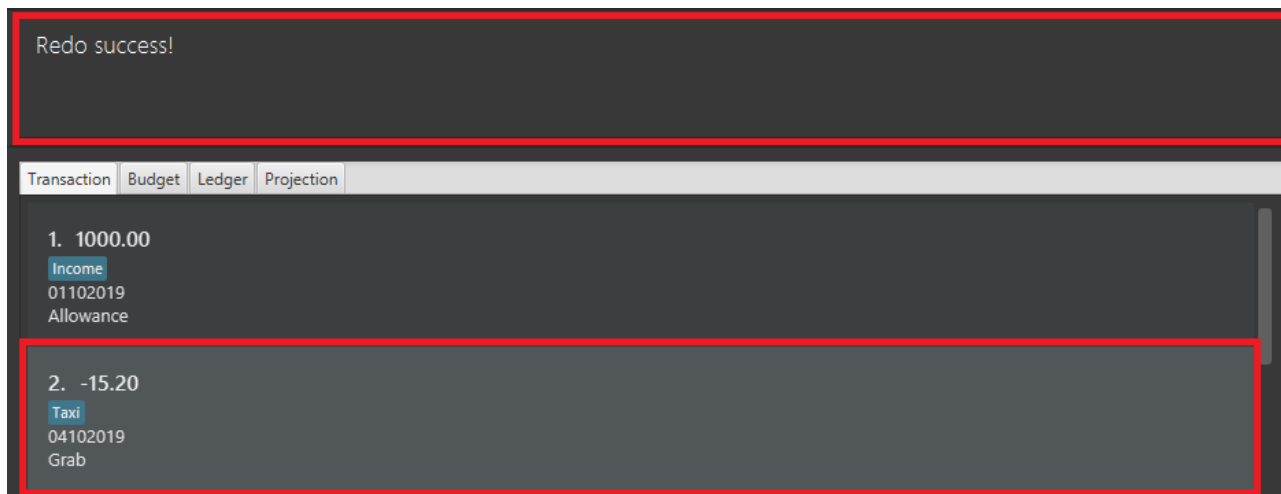 Redo success!
Transaction Budget Ledger Projection
1. 1000.00
Income
01102019
Allowance
2. -15.20
Taxi
04102019
Grab